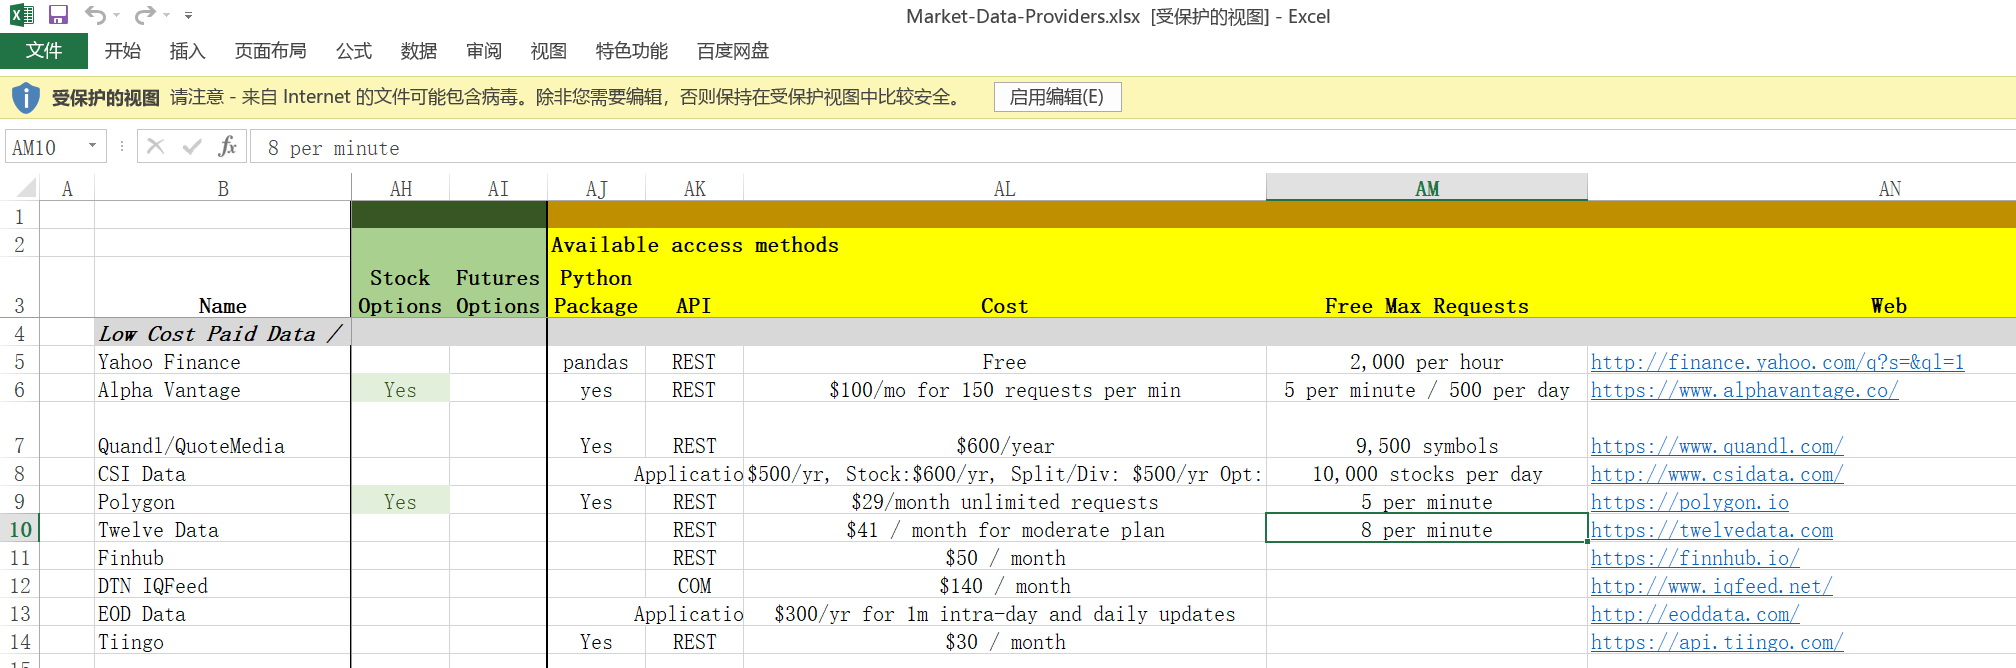 Market-Data-Providers.xlsx [受保护的视图] - Excel
文件 开始 插入 页面布局 公式 数据 审阅 视图 特色功能 百度网盘
受保护的视图 请注意 - 来自 Internet 的文件可能包含病毒。除非您需要编辑，否则保持在受保护视图中比较安全。 启用编辑(E)
AM10 fx 8 per minute
A B AH AI AJ AK AL AM AN
1
2 Available access methods
Stock Futures Python
3 Name Options Options Package API Cost Free Max Requests Web
4 Low Cost Paid Data /
5 Yahoo Finance pandas REST Free 2,000 per hour http://finance.yahoo.com/q?s=&ql=1
6 Alpha Vantage Yes yes REST $100/mo for 150 requests per min 5 per minute / 500 per day https://www.alphavantage.co/
7 Quandl/QuoteMedia Yes REST $600/year 9,500 symbols https://www.quandl.com/
8 CSI Data Applicatio $500/yr, Stock:$600/yr, Split/Div: $500/yr Opt: 10,000 stocks per day http://www.csidata.com/
9 Polygon Yes Yes REST $29/month unlimited requests 5 per minute https://polygon.io
10 Twelve Data REST $41 / month for moderate plan 8 per minute https://twelvedata.com
11 Finhub REST $50 / month https://finnhub.io/
12 DTN IQFeed COM $140 / month http://www.iqfeed.net/
13 EOD Data Applicatio $300/yr for 1m intra-day and daily updates http://eoddata.com/
14 Tiingo Yes REST $30 / month https://api.tiingo.com/